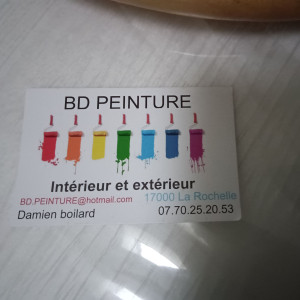 BD PEINTURE
Intérieur et extérieur
BD.PEINTURE@hotmail.com 17000 La Rochelle
Damien boilard 07.70.25.20.53